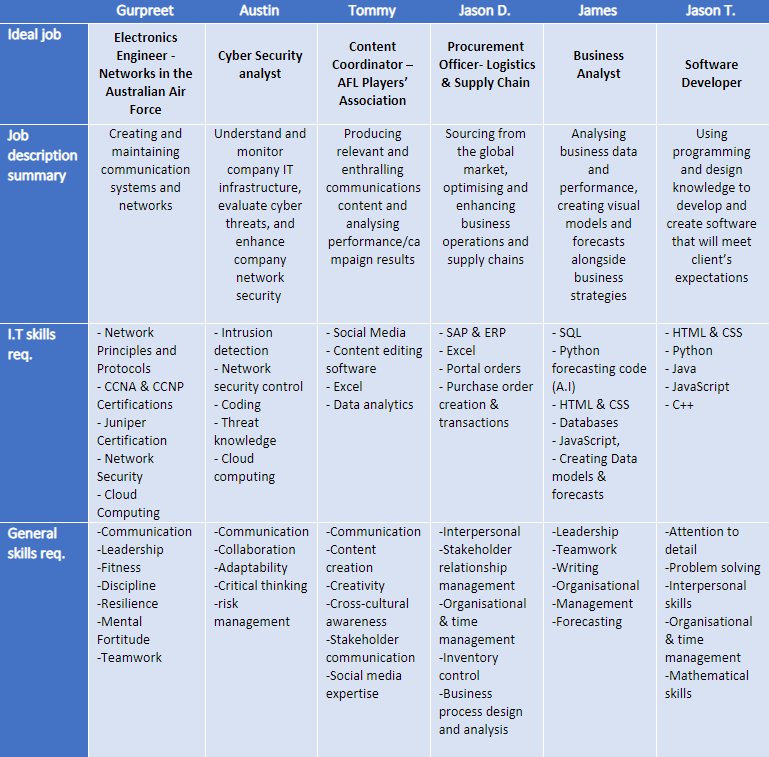 Gurpreet Austin Tommy Jason D. James Jason T.
Ideal job
Electronics
Engineer -
Networks in the
Australian Air
Force
Cyber Security
analyst
Content
Coordinator –
AFL Players’
Association
Procurement
Officer- Logistics
& Supply Chain
Business
Analyst
Software
Developer
Job
description
summary
Creating and
maintaining
communication
systems and
networks
Understand and
monitor
company IT
infrastructure,
evaluate cyber
threats, and
enhance
company
network
security
Producing
relevant and
enthralling
communications
content and
analysing
performance/ca
mpaign results
Sourcing from
the global
market,
optimising and
enhancing
business
operations and
supply chains
Analysing
business data
and
performance,
creating visual
models and
forecasts
alongside
business
strategies
Using
programming
and design
knowledge to
develop and
create software
that will meet
client’s
expectations
I.T skills
req.
- Network
Principles and
Protocols
- CCNA & CCNP
Certifications
- Juniper
Certification
- Network
Security
- Cloud
Computing
- Intrusion
detection
- Network
security control
- Coding
- Threat
knowledge
- Cloud
computing
- Social Media
- Content editing
software
- Excel
- Data analytics
- SAP & ERP
- Excel
- Portal orders
- Purchase order
creation &
transactions
- SQL
- Python
forecasting code
(A.I)
- HTML & CSS
- Databases
- JavaScript,
- Creating Data
models &
forecasts
- HTML & CSS
- Python
- Java
- JavaScript
- C++
General
skills req.
-Communication
-Leadership
-Fitness
-Discipline
-Resilience
-Mental
Fortitude
-Teamwork
-Communication
-Collaboration
-Adaptability
-Critical thinking
-risk
management
-Communication
-Content
creation
-Creativity
-Cross-cultural
awareness
-Stakeholder
communication
-Social media
expertise
-Interpersonal
-Stakeholder
relationship
management
-Organisational
& time
management
-Inventory
control
-Business
process design
and analysis
-Leadership
-Teamwork
-Writing
-Organisational
-Management
-Forecasting
-Attention to
detail
-Problem solving
-Interpersonal
skills
-Organisational
& time
management
-Mathematical
skills